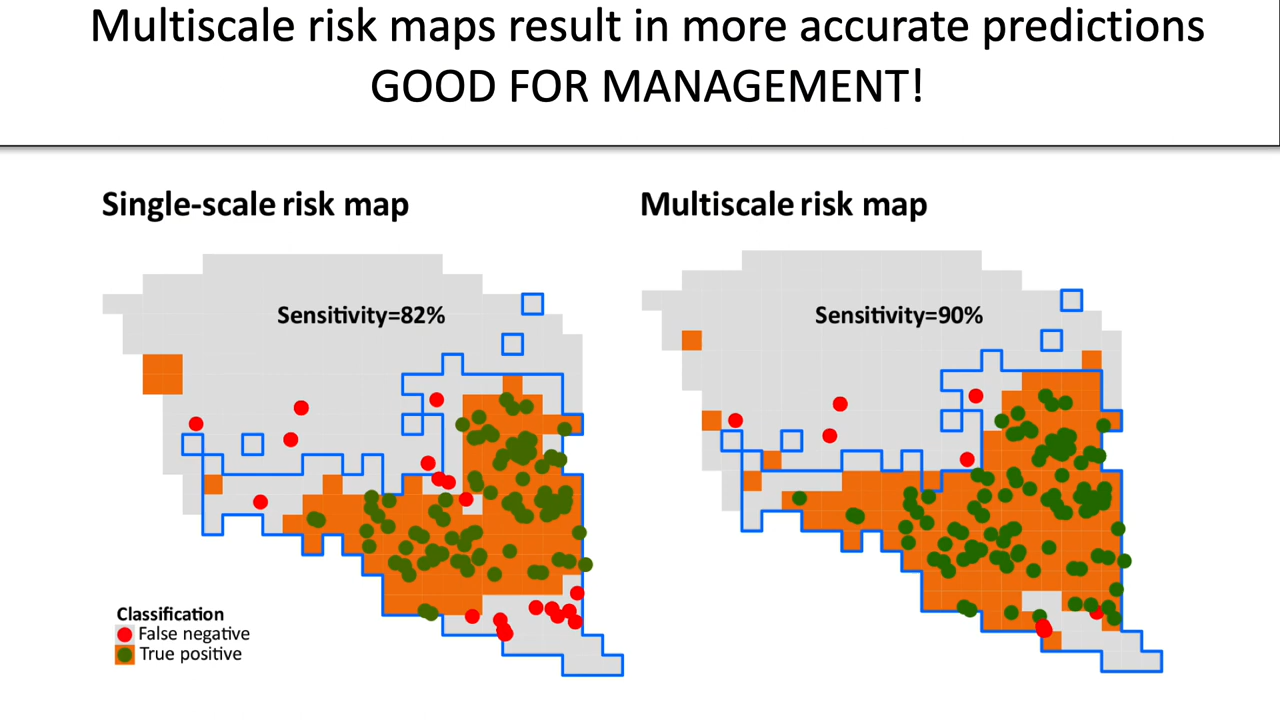 Multiscale risk maps result in more accurate predictions
GOOD FOR MANAGEMENT!
Single-scale risk map
Multiscale risk map
Sensitivity=82%
Sensitivity=90%
Classification
False negative
True positive